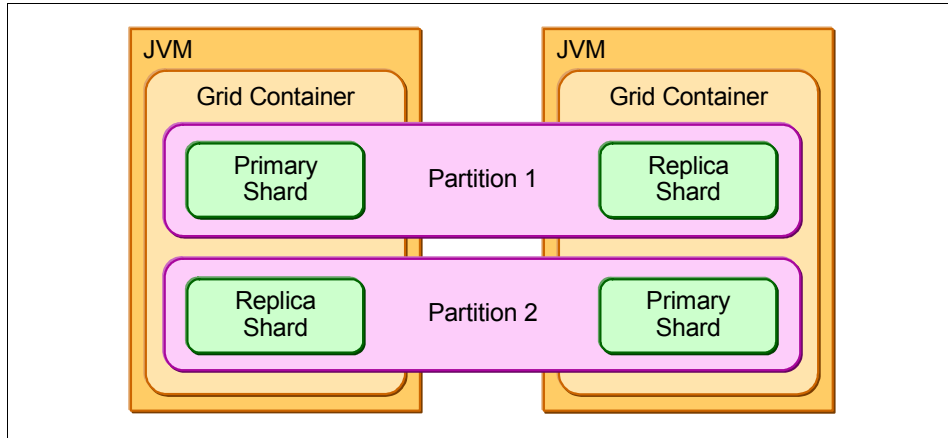 JVM
JVM
Grid Container
Grid Container
Primary
Shard
Partition 1
Replica
Shard
Replica
Shard
Partition 2
Primary
Shard